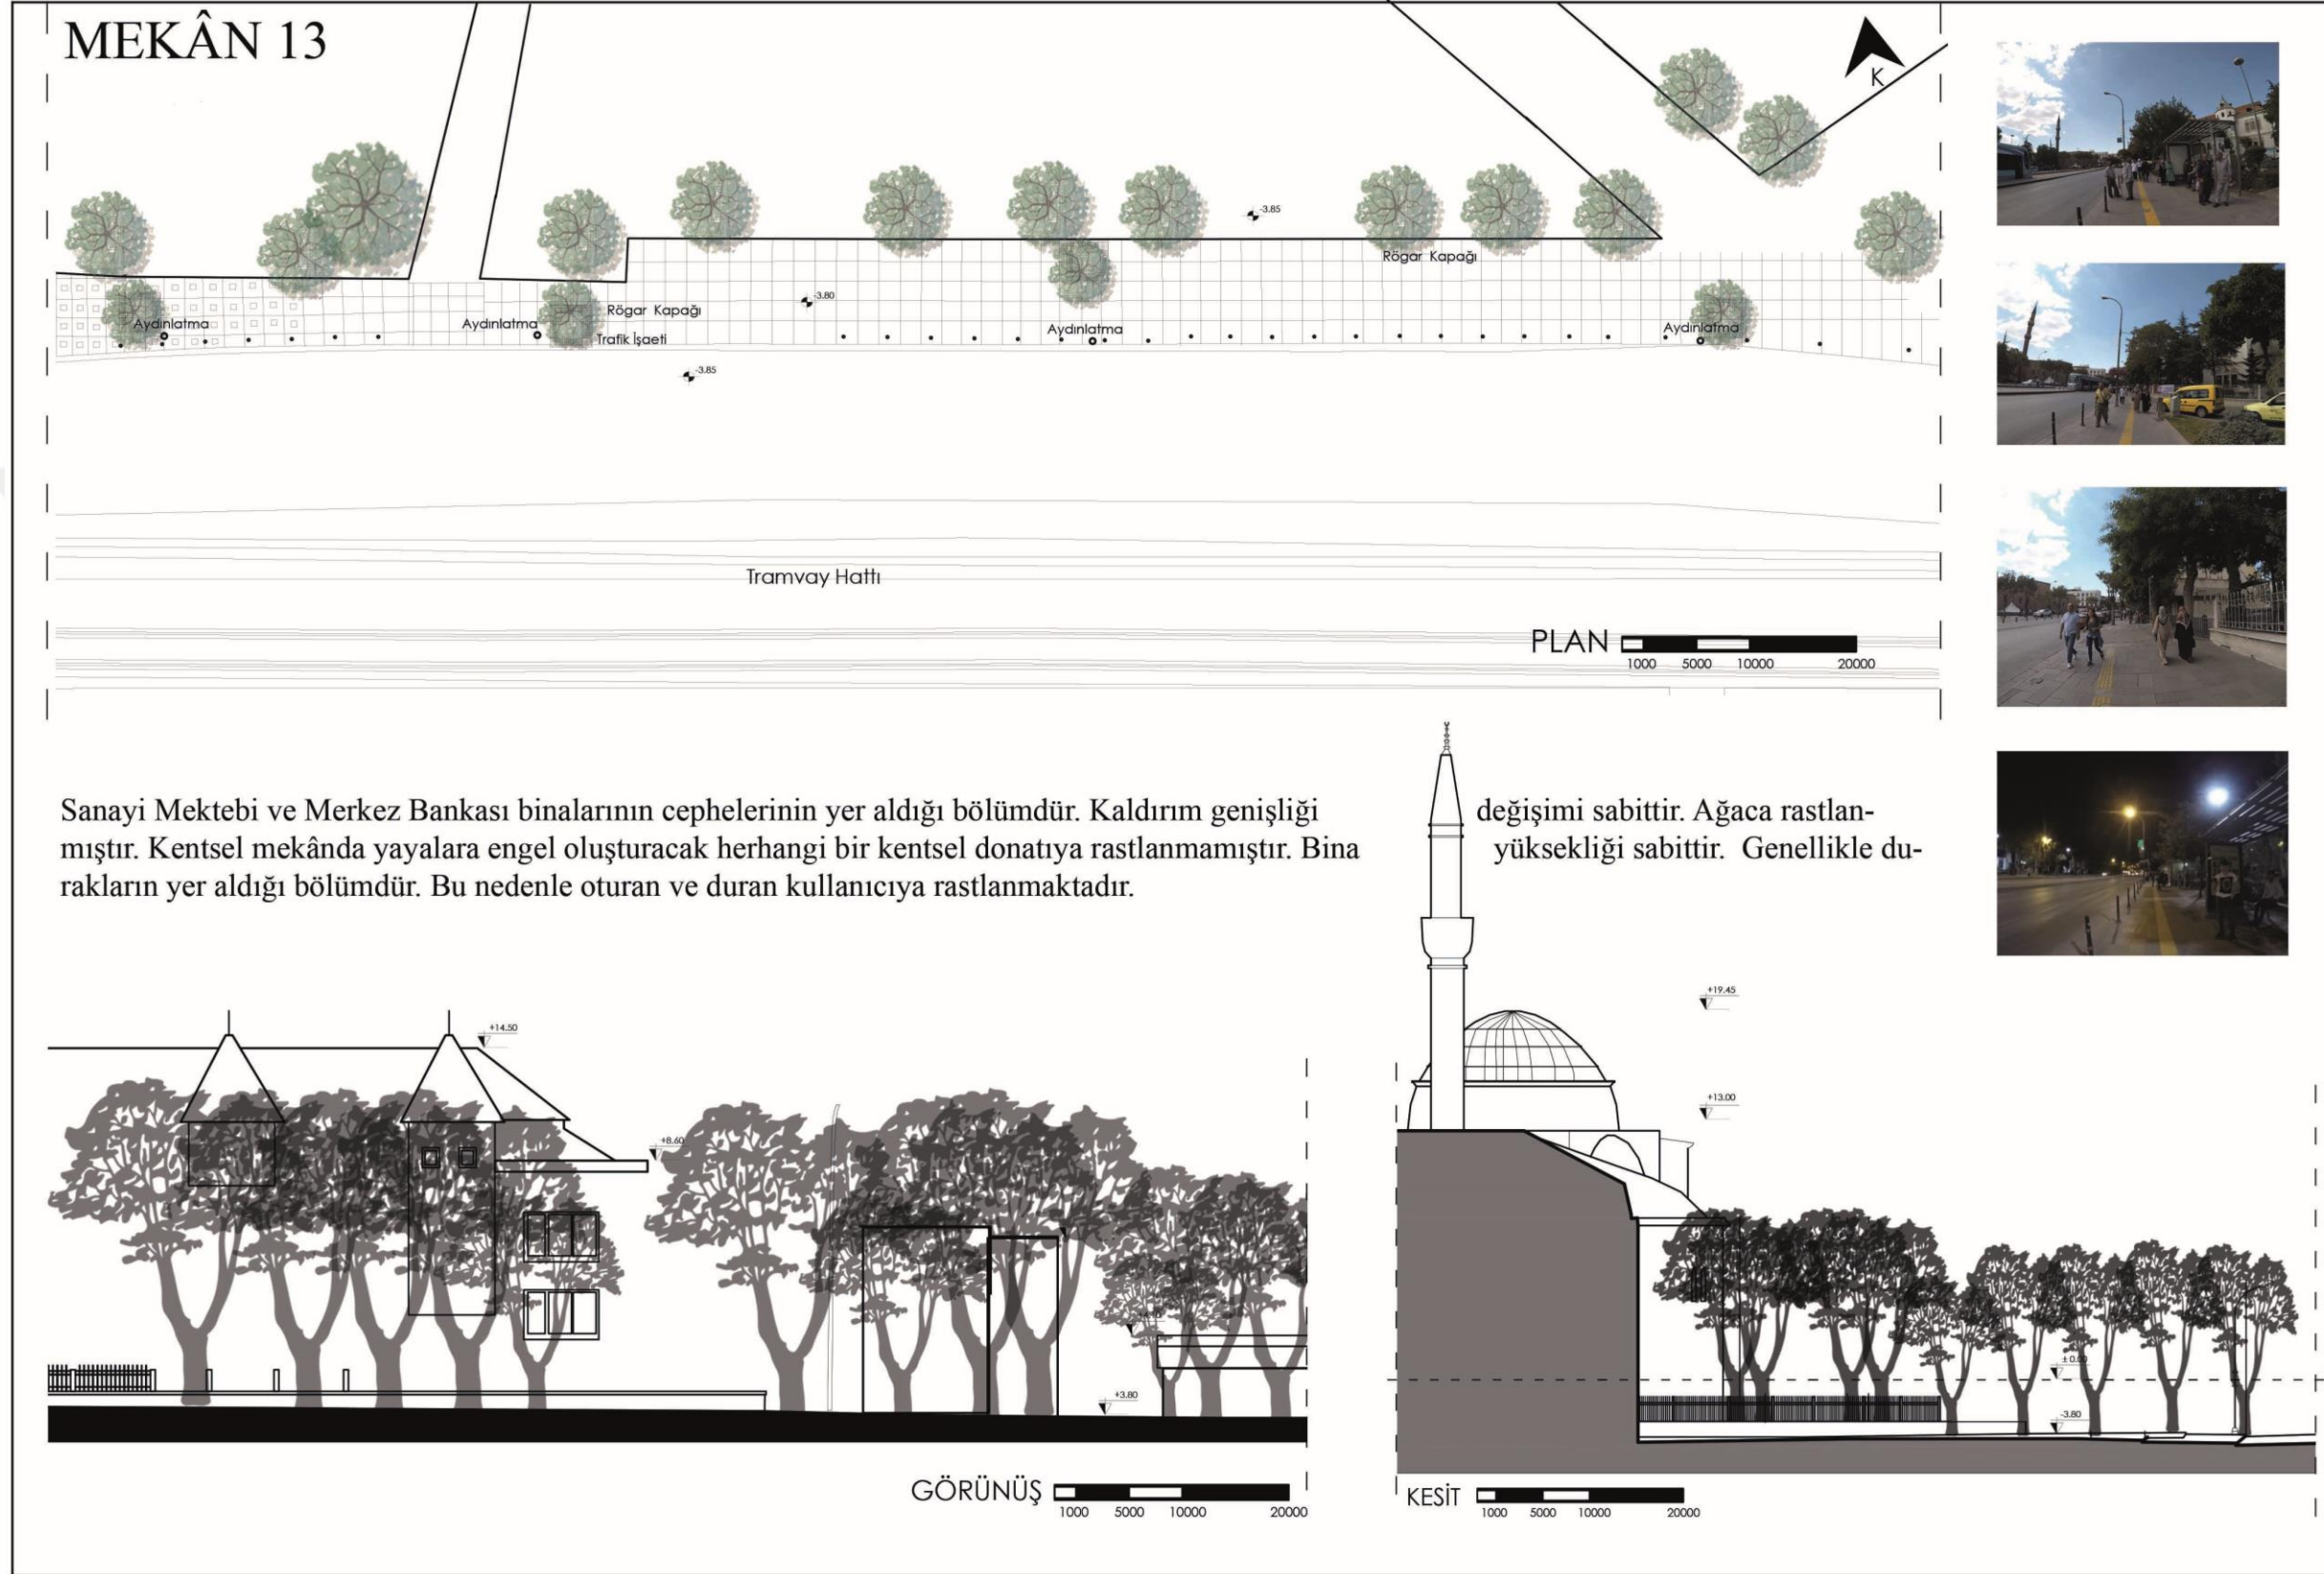 MEKÂN 13
K
-3.85
Rögar Kapağı
-3.80
Rögar Kapağı
Aydınlatma
Aydınlatma
Aydınlatma
Aydınlatma
Trafik İşaeti
-3.85
Tramvay Hattı
PLAN
1000 5000 10000 20000
Sanayi Mektebi ve Merkez Bankası binalarının cephelerinin yer aldığı bölümdür. Kaldırım genişliği değişimi sabittir. Ağaca rastlan-
mıştır. Kentsel mekânda yayalara engel oluşturacak herhangi bir kentsel donatıya rastlanmamıştır. Bina yüksekliği sabittir. Genellikle du-
rakların yer aldığı bölümdür. Bu nedenle oturan ve duran kullanıcıya rastlanmaktadır.
+14.50
+8.60
+3.80
GÖRÜNÜŞ
1000 5000 10000 20000
+19.45
+13.00
±0.00
-3.80
KESİT
1000 5000 10000 20000